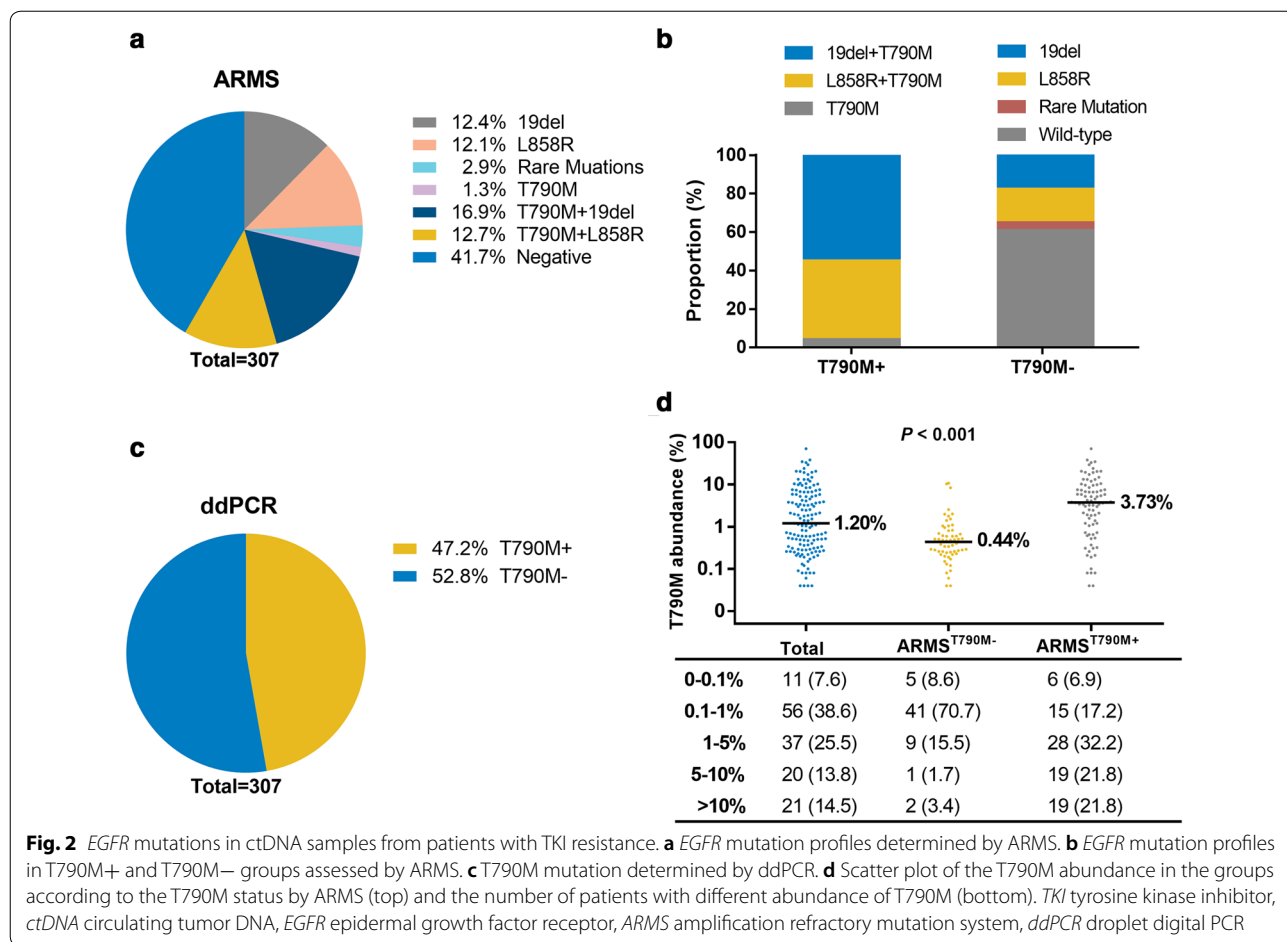 a
ARMS
12.4% 19del
12.1% L858R
2.9% Rare Muations
1.3% T790M
16.9% T790M+19del
12.7% T790M+L858R
41.7% Negative
Total=307
b
19del+T790M
L858R+T790M
T790M
19del
L858R
Rare Mutation
Wild-type
Proportion (%)
100
80
60
40
20
0
T790M+
T790M-
c
ddPCR
47.2% T790M+
52.8% T790M-
Total=307
d
P < 0.001
T790M abundance (%)
100
10
1
0.1
0
1.20%
0.44%
3.73%
Total ARMST790M- ARMST790M+
0-0.1% 11 (7.6) 5 (8.6) 6 (6.9)
0.1-1% 56 (38.6) 41 (70.7) 15 (17.2)
1-5% 37 (25.5) 9 (15.5) 28 (32.2)
5-10% 20 (13.8) 1 (1.7) 19 (21.8)
>10% 21 (14.5) 2 (3.4) 19 (21.8)
Fig. 2 EGFR mutations in ctDNA samples from patients with TKI resistance. a EGFR mutation profiles determined by ARMS. b EGFR mutation profiles
in T790M+ and T790M− groups assessed by ARMS. c T790M mutation determined by ddPCR. d Scatter plot of the T790M abundance in the groups
according to the T790M status by ARMS (top) and the number of patients with different abundance of T790M (bottom). TKI tyrosine kinase inhibitor,
ctDNA circulating tumor DNA, EGFR epidermal growth factor receptor, ARMS amplification refractory mutation system, ddPCR droplet digital PCR